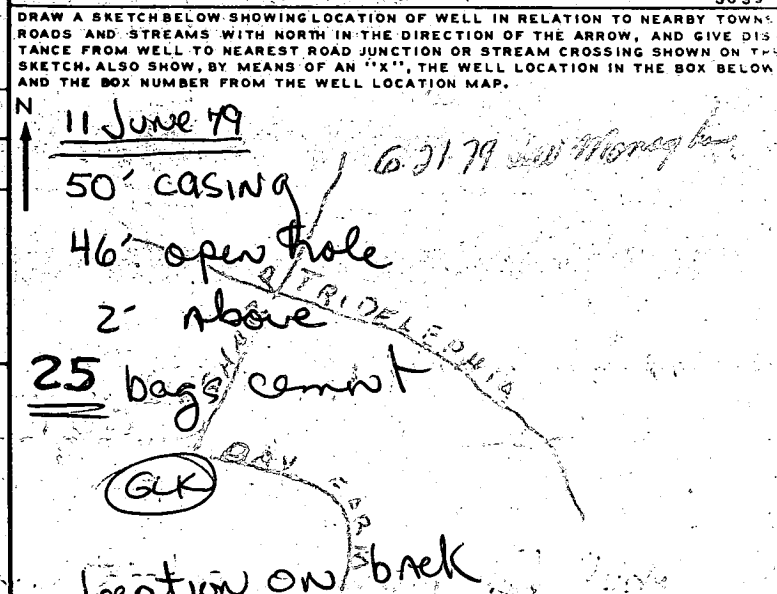 DRAW A SKETCH BELOW SHOWING LOCATION OF WELL IN RELATION TO NEARBY TOWNS
ROADS AND STREAMS WITH NORTH IN THE DIRECTION OF THE ARROW, AND GIVE DIS
TANCE FROM WELL TO NEAREST ROAD JUNCTION OR STREAM CROSSING SHOWN ON THE
SKETCH. ALSO SHOW, BY MEANS OF AN "X", THE WELL LOCATION IN THE BOX BELOW
AND THE BOX NUMBER FROM THE WELL LOCATION MAP.
N
11 June 79
6 21 79
50' casing
46' open hole
TRIDELPHIA
2' Above
25 bags cement
DAY FARM
GLK
location on back